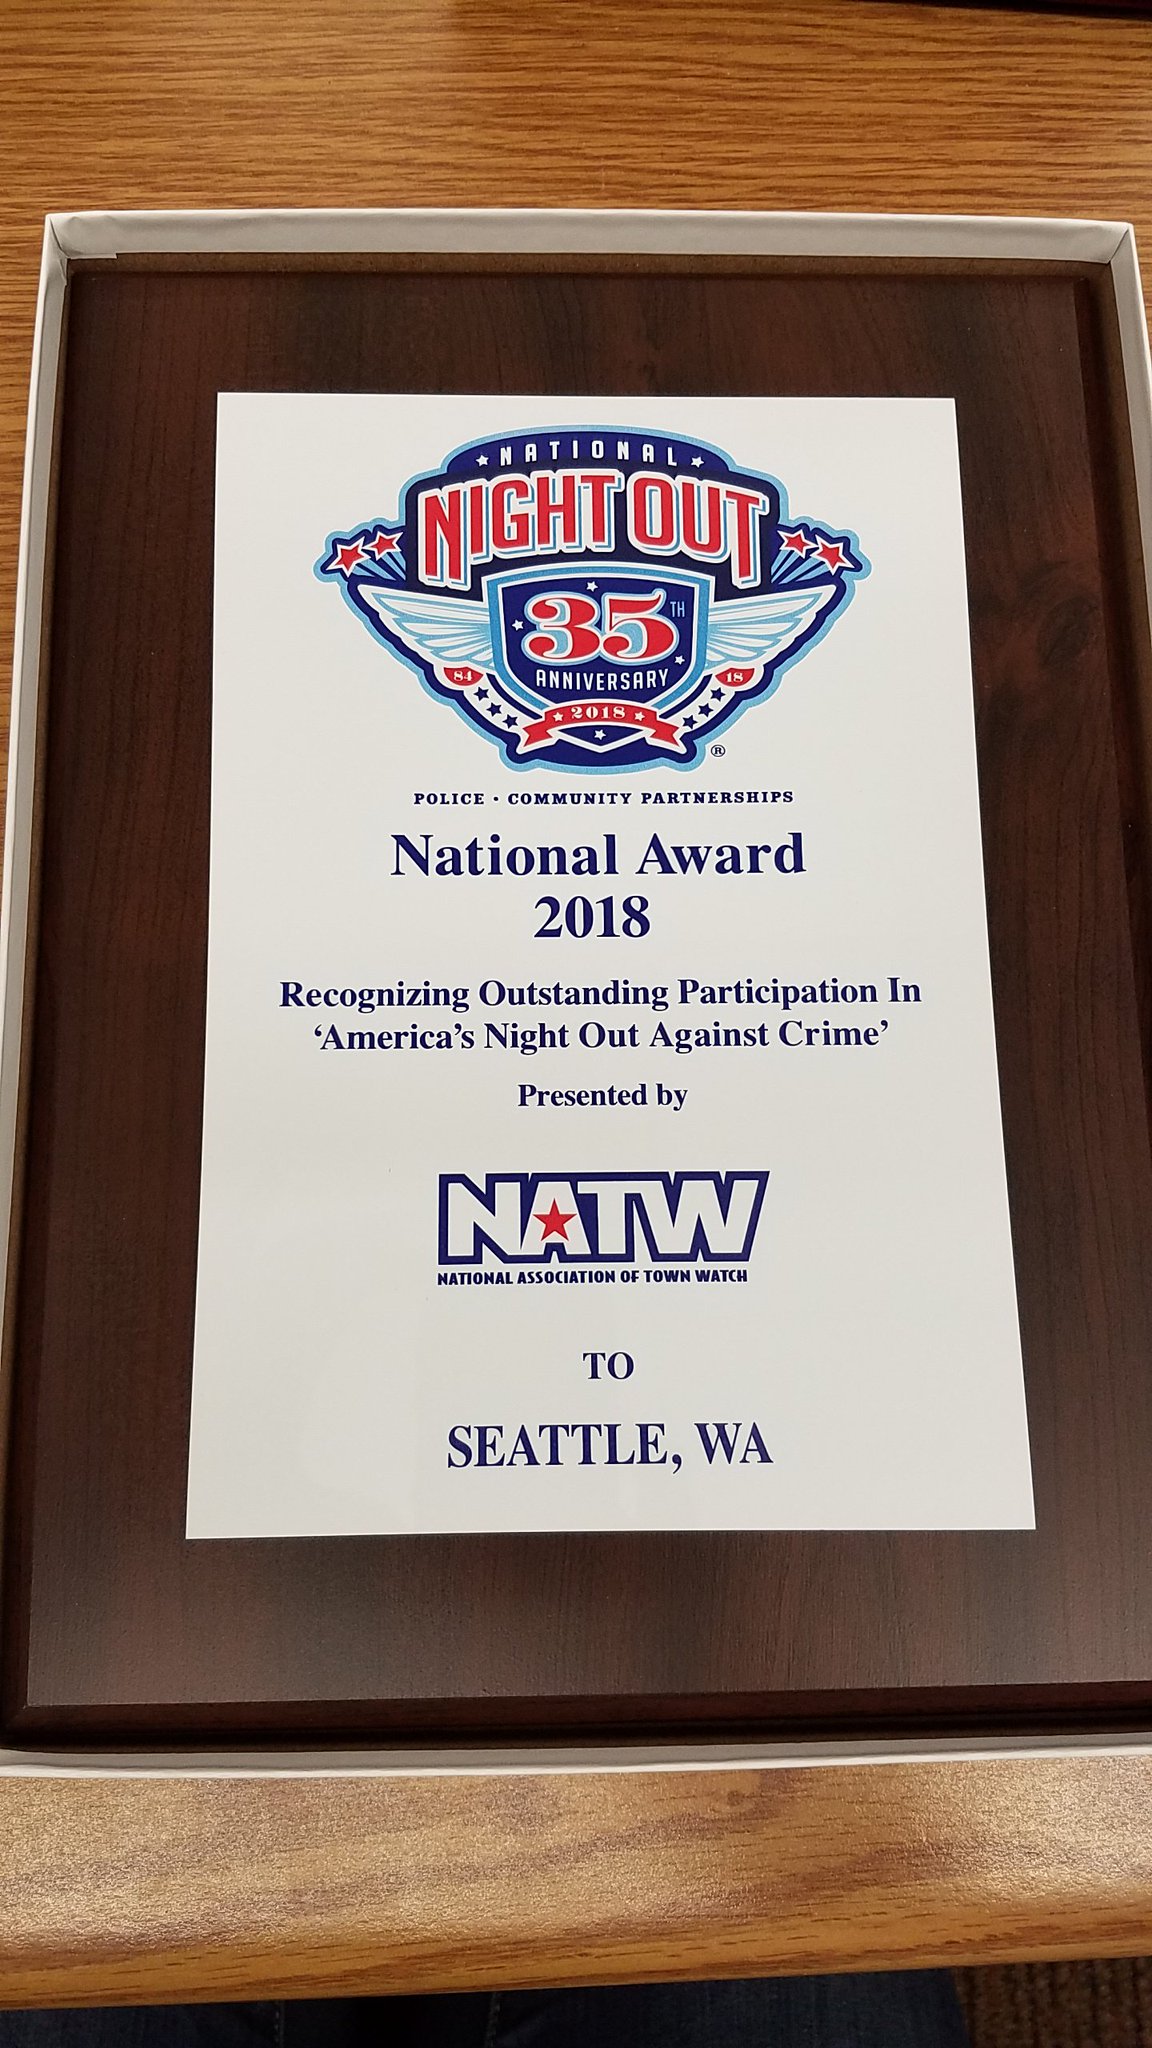 NATIONAL
NIGHT OUT
35TH
ANNIVERSARY
84 18
2018
®
POLICE • COMMUNITY PARTNERSHIPS
National Award
2018
Recognizing Outstanding Participation In
‘America’s Night Out Against Crime’
Presented by
NATW
NATIONAL ASSOCIATION OF TOWN WATCH
TO
SEATTLE, WA